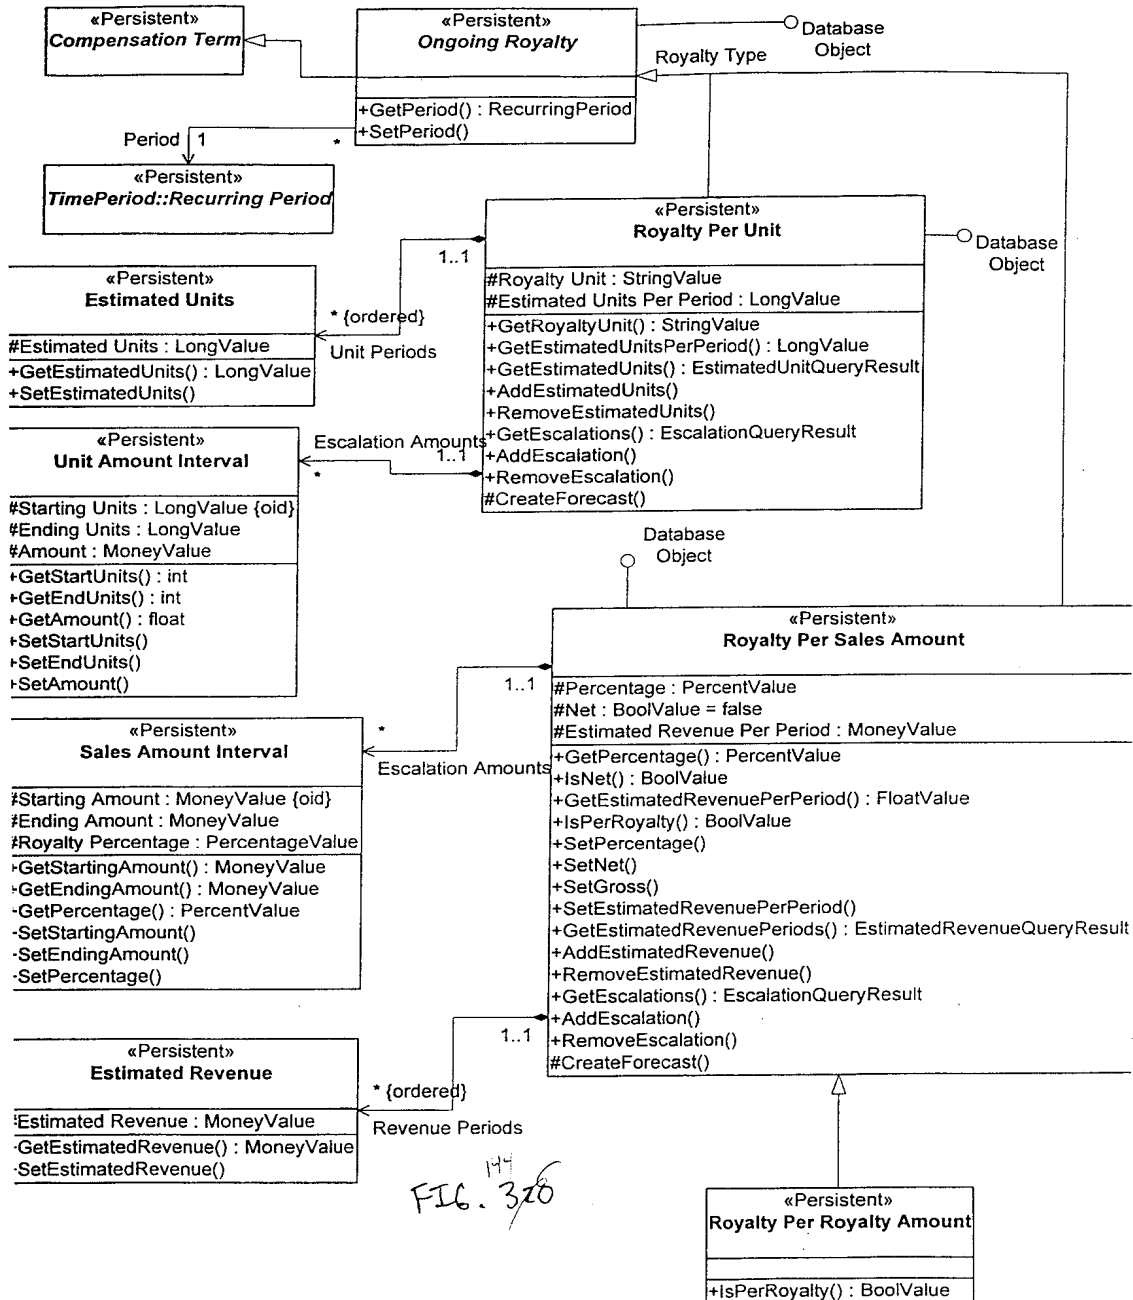 «Persistent»
Compensation Term
«Persistent»
Ongoing Royalty
+GetPeriod() : RecurringPeriod
+SetPeriod()
Database
Object
Royalty Type
Period
1
*
«Persistent»
TimePeriod::Recurring Period
«Persistent»
Royalty Per Unit
#Royalty Unit : StringValue
#Estimated Units Per Period : LongValue
+GetRoyaltyUnit() : StringValue
+GetEstimatedUnitsPerPeriod() : LongValue
+GetEstimatedUnits() : EstimatedUnitQueryResult
+AddEstimatedUnits()
+RemoveEstimatedUnits()
+GetEscalations() : EscalationQueryResult
+AddEscalation()
+RemoveEscalation()
#CreateForecast()
Database
Object
1..1
* {ordered}
Unit Periods
«Persistent»
Estimated Units
#Estimated Units : LongValue
+GetEstimatedUnits() : LongValue
+SetEstimatedUnits()
Escalation Amounts
1..1
*
«Persistent»
Unit Amount Interval
#Starting Units : LongValue {oid}
#Ending Units : LongValue
#Amount : MoneyValue
+GetStartUnits() : int
+GetEndUnits() : int
+GetAmount() : float
+SetStartUnits()
+SetEndUnits()
+SetAmount()
Database
Object
«Persistent»
Royalty Per Sales Amount
#Percentage : PercentValue
#Net : BoolValue = false
#Estimated Revenue Per Period : MoneyValue
+GetPercentage() : PercentValue
+IsNet() : BoolValue
+GetEstimatedRevenuePerPeriod() : FloatValue
+IsPerRoyalty() : BoolValue
+SetPercentage()
+SetNet()
+SetGross()
+SetEstimatedRevenuePerPeriod()
+GetEstimatedRevenuePeriods() : EstimatedRevenueQueryResult
+AddEstimatedRevenue()
+RemoveEstimatedRevenue()
+GetEscalations() : EscalationQueryResult
+AddEscalation()
+RemoveEscalation()
#CreateForecast()
1..1
*
Escalation Amounts
«Persistent»
Sales Amount Interval
#Starting Amount : MoneyValue {oid}
#Ending Amount : MoneyValue
#Royalty Percentage : PercentageValue
+GetStartingAmount() : MoneyValue
-GetEndingAmount() : MoneyValue
-GetPercentage() : PercentValue
-SetStartingAmount()
-SetEndingAmount()
-SetPercentage()
1..1
* {ordered}
Revenue Periods
«Persistent»
Estimated Revenue
Estimated Revenue : MoneyValue
-GetEstimatedRevenue() : MoneyValue
-SetEstimatedRevenue()
144
FIG. 328
«Persistent»
Royalty Per Royalty Amount
+IsPerRoyalty() : BoolValue